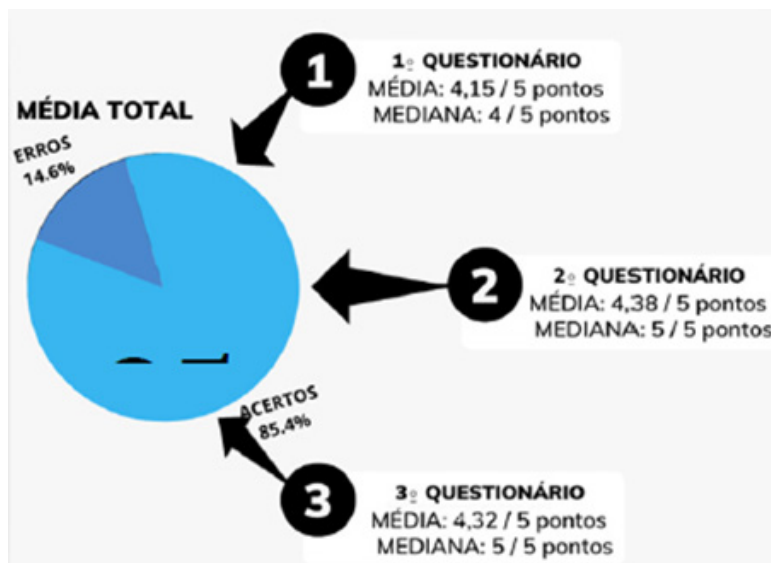 MÉDIA TOTAL
ERROS
14.6%
ACERTOS
85,4%
1
1º QUESTIONÁRIO
MÉDIA: 4,15 / 5 pontos
MEDIANA: 4 / 5 pontos
2
2º QUESTIONÁRIO
MÉDIA: 4,38 / 5 pontos
MEDIANA: 5 / 5 pontos
3
3º QUESTIONÁRIO
MÉDIA: 4,32 / 5 pontos
MEDIANA: 5 / 5 pontos